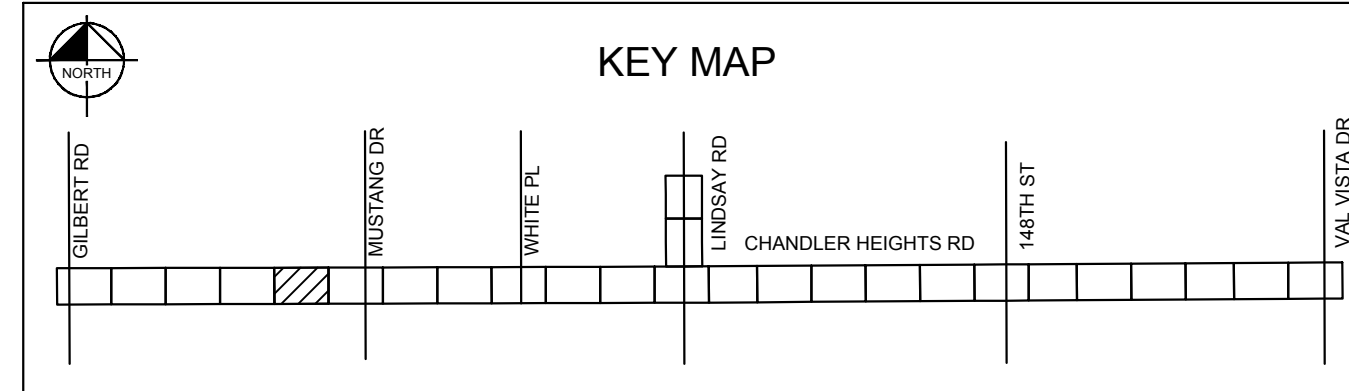 KEY MAP
NORTH
GILBERT RD
MUSTANG DR
WHITE PL
LINDSAY RD
CHANDLER HEIGHTS RD
148TH ST
VAL VISTA DR